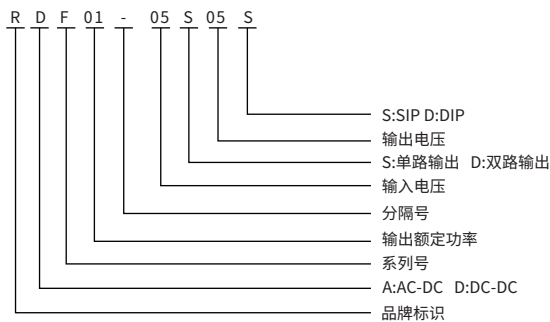 R D F 01 - 05 S 05 S
S:SIP D:DIP
输出电压
S:单路输出 D:双路输出
输入电压
分隔号
输出额定功率
系列号
A:AC-DC D:DC-DC
品牌标识